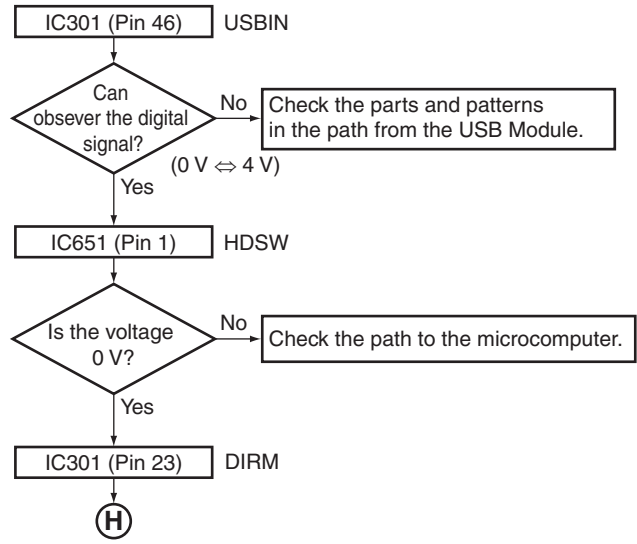 IC301 (Pin 46) USBIN
Can
obsever the digital
signal?
No
Check the parts and patterns
in the path from the USB Module.
(0 V ⇔ 4 V)
Yes
IC651 (Pin 1) HDSW
Is the voltage
0 V?
No
Check the path to the microcomputer.
Yes
IC301 (Pin 23) DIRM
H